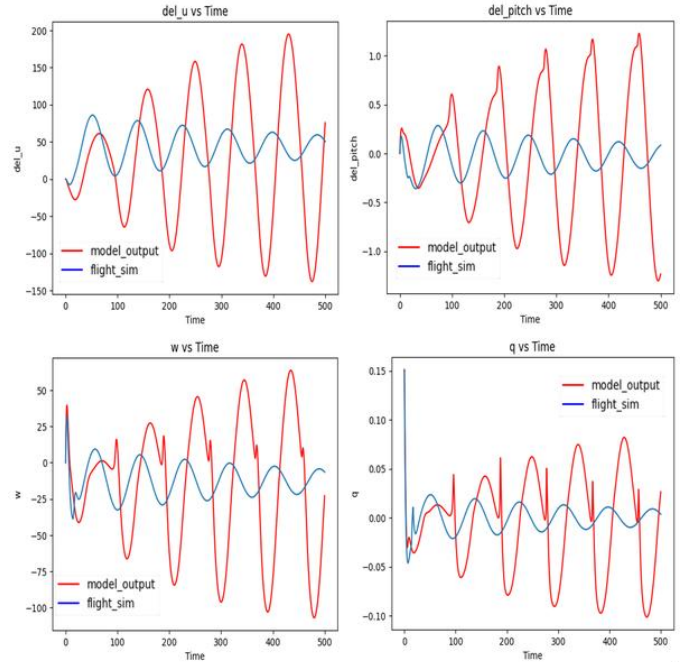 del_u vs Time
200
150
100
50
0
−50
−100
−150
del_u
model_output
flight_sim
0 100 200 300 400 500
Time
del_pitch vs Time
1.0
0.5
0.0
−0.5
−1.0
del_pitch
model_output
flight_sim
0 100 200 300 400 500
Time
w vs Time
50
25
0
−25
−50
−75
−100
w
model_output
flight_sim
0 100 200 300 400 500
Time
q vs Time
0.15
0.10
0.05
0.00
−0.05
−0.10
q
model_output
flight_sim
0 100 200 300 400 500
Time